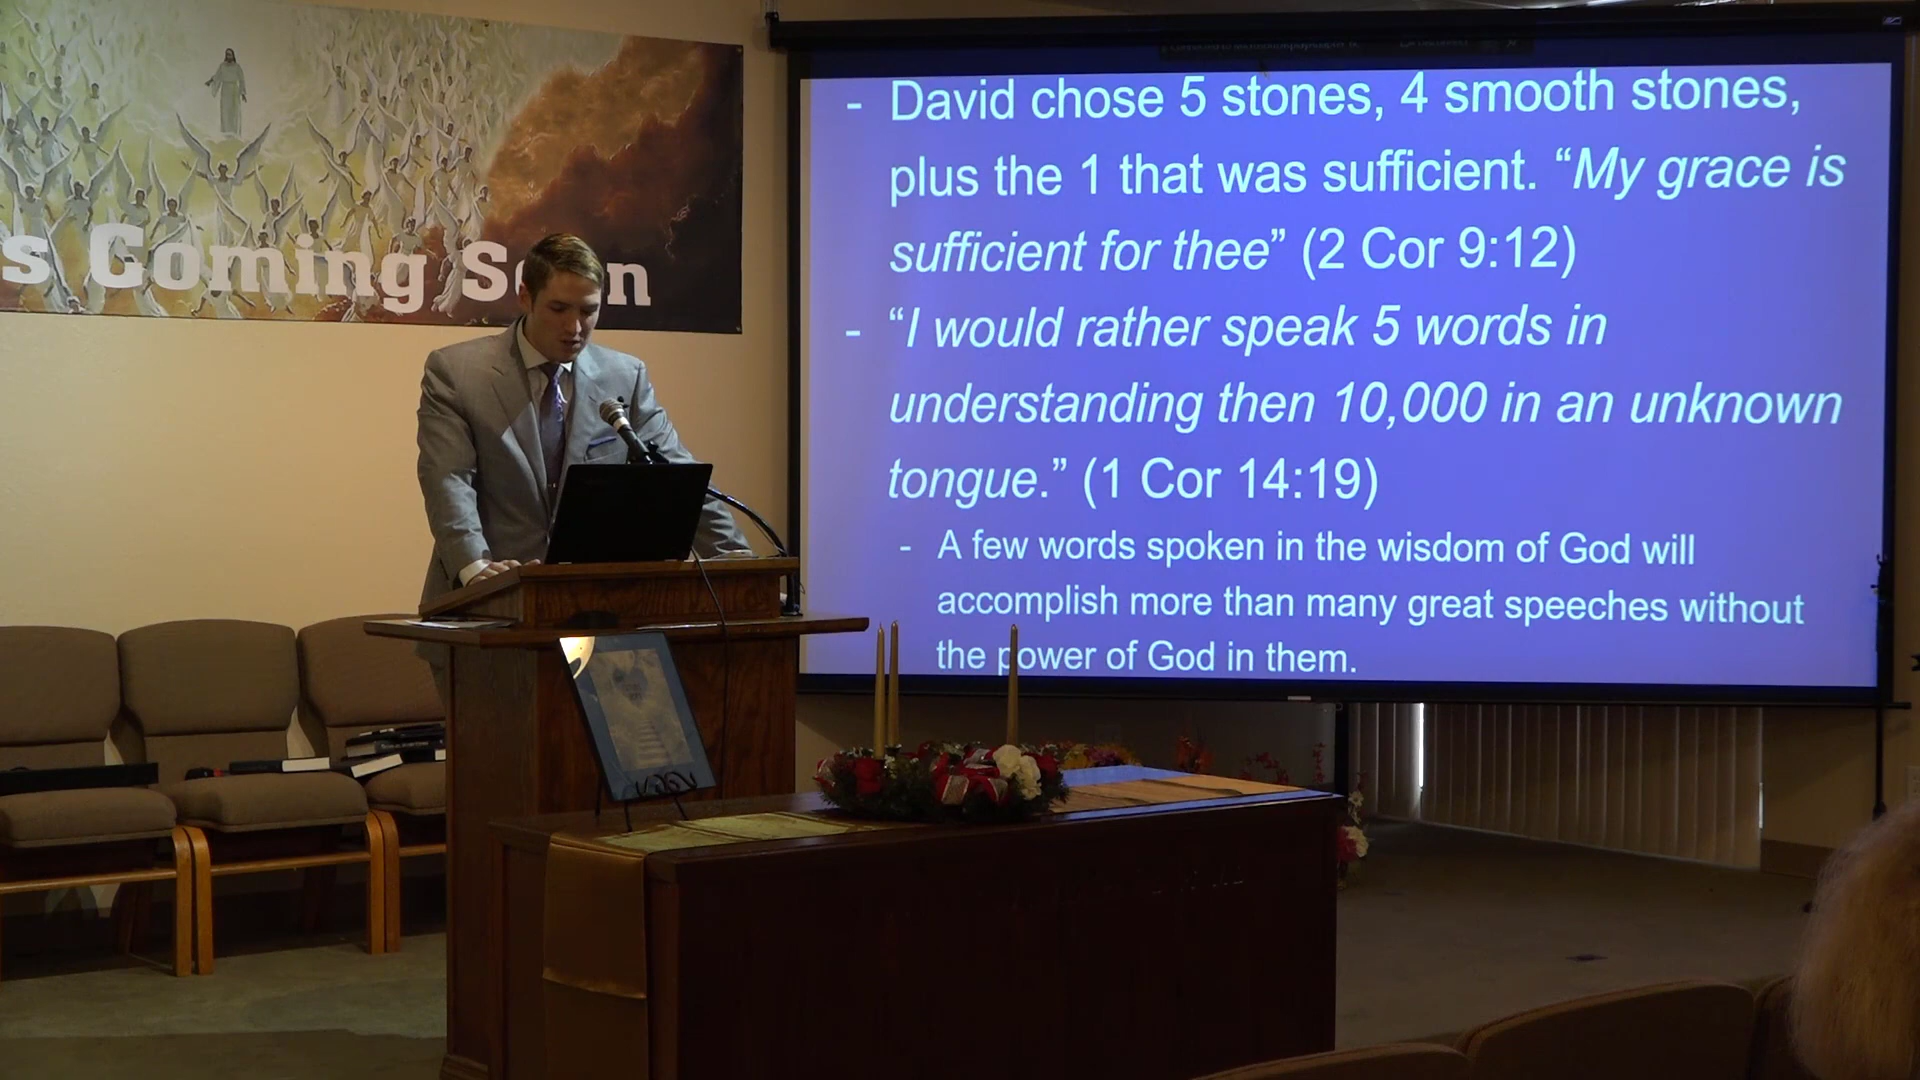 s Coming S n
- David chose 5 stones, 4 smooth stones,
plus the 1 that was sufficient. “My grace is
sufficient for thee” (2 Cor 9:12)
- “I would rather speak 5 words in
understanding then 10,000 in an unknown
tongue.” (1 Cor 14:19)
- A few words spoken in the wisdom of God will
accomplish more than many great speeches without
the power of God in them.